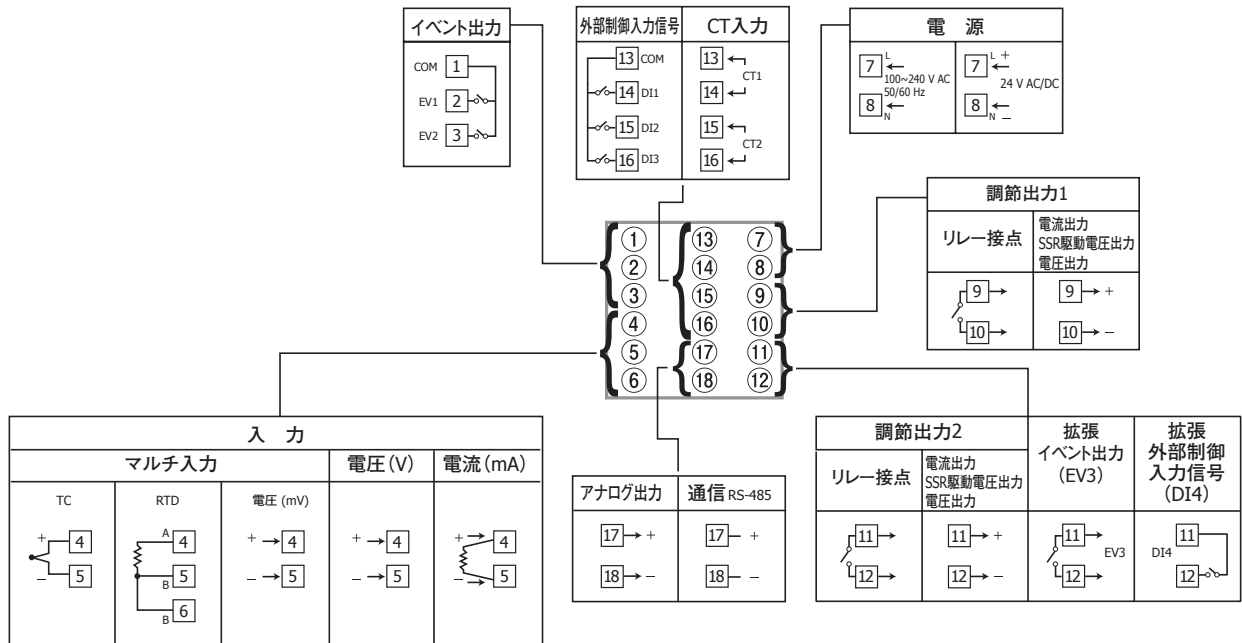 イベント出力
COM 1
EV1 2
EV2 3
外部制御入力信号
13 COM
14 DI1
15 DI2
16 DI3
CT入力
13
CT1
14
15
CT2
16
電 源
7 L
100~240 V AC
50/60 Hz
8 N
7 L +
24 V AC/DC
8 N −
調節出力1
リレー接点
電流出力
SSR駆動電圧出力
電圧出力
9
10
9 +
10 −
① ⑬ ⑦
② ⑭ ⑧
③ ⑮ ⑨
④ ⑯ ⑩
⑤ ⑰ ⑪
⑥ ⑱ ⑫
入 力
マルチ入力
電圧(V)
電流(mA)
TC
+ 4
− 5
RTD
A 4
B 5
B 6
電圧 (mV)
+ 4
− 5
+ 4
− 5
+ 4
− 5
アナログ出力
17 +
18 −
通信 RS-485
17 +
18 −
調節出力2
リレー接点
電流出力
SSR駆動電圧出力
電圧出力
11
12
11 +
12 −
拡張
イベント出力
(EV3)
11
EV3
12
拡張
外部制御
入力信号
(DI4)
11
DI4
12